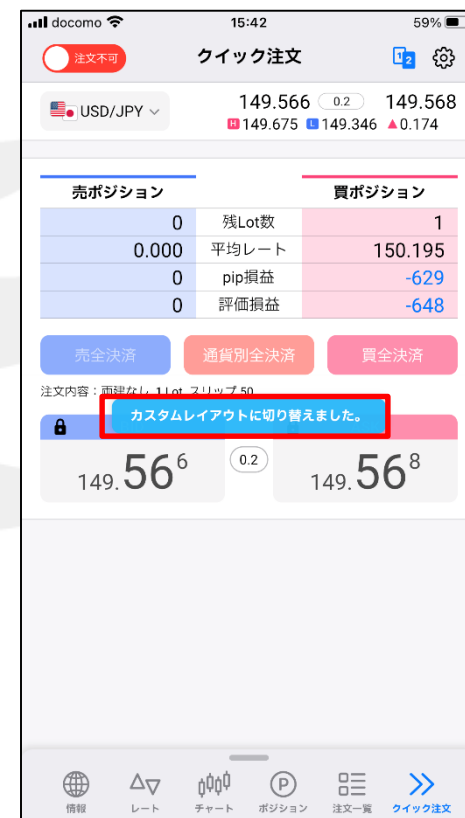 docomo 15:42 59%
注文不可 クイック注文 1 2
USD/JPY 149.566 0.2 149.568
H 149.675 L 149.346 ▲0.174
売ポジション 買ポジション
0 残Lot数 1
0.000 平均レート 150.195
0 pip損益 -629
0 評価損益 -648
売全決済 通貨別全決済 買全決済
注文内容：両建なし 1 Lot スリップ 50
カスタムレイアウトに切り替えました。
149.566 0.2 149.568
情報 レート チャート ポジション 注文一覧 クイック注文